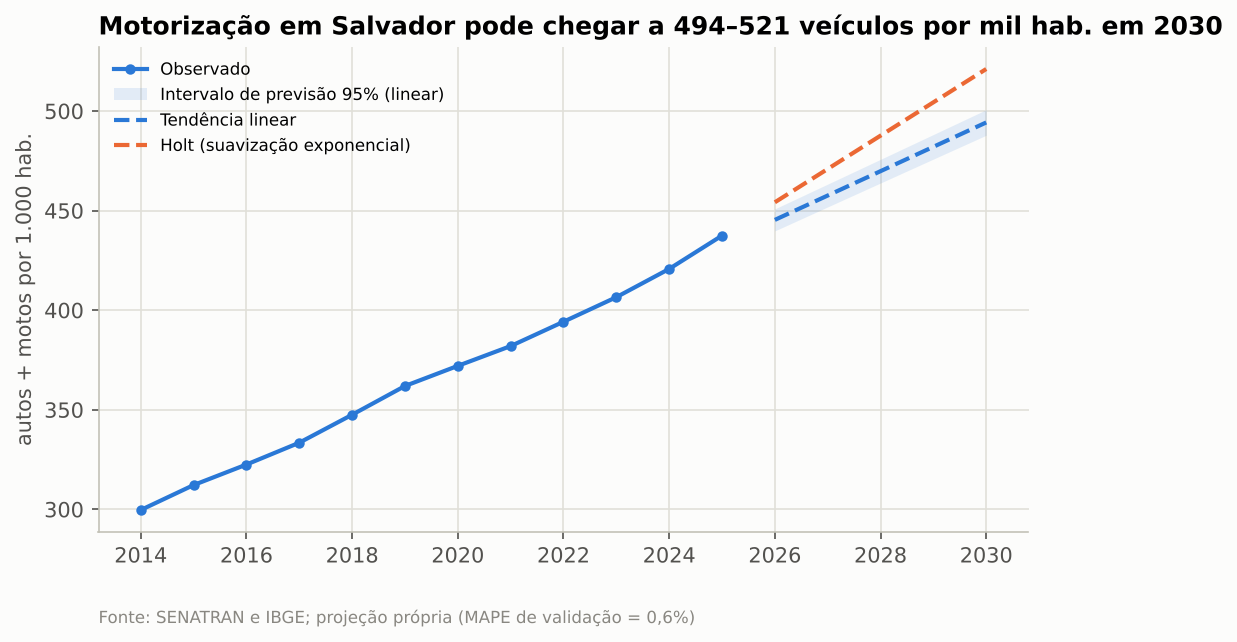 Motorização em Salvador pode chegar a 494–521 veículos por mil hab. em 2030
Observado
Intervalo de previsão 95% (linear)
Tendência linear
Holt (suavização exponencial)
autos + motos por 1.000 hab.
500
450
400
350
300
2014
2016
2018
2020
2022
2024
2026
2028
2030
Fonte: SENATRAN e IBGE; projeção própria (MAPE de validação = 0,6%)